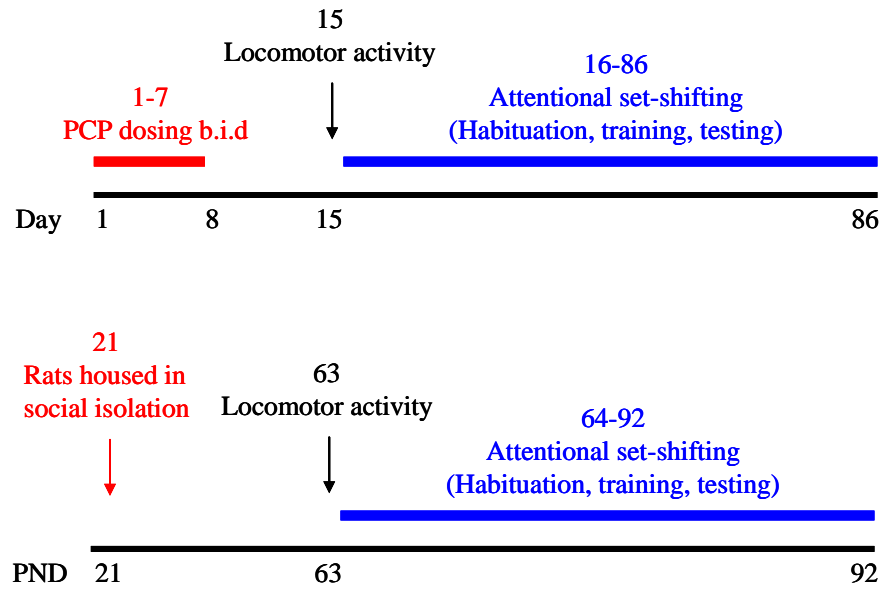 15
Locomotor activity
16-86
Attentional set-shifting
(Habituation, training, testing)
1-7
PCP dosing b.i.d
Day 1 8 15 86
21
Rats housed in
social isolation
63
Locomotor activity
64-92
Attentional set-shifting
(Habituation, training, testing)
PND 21 63 92